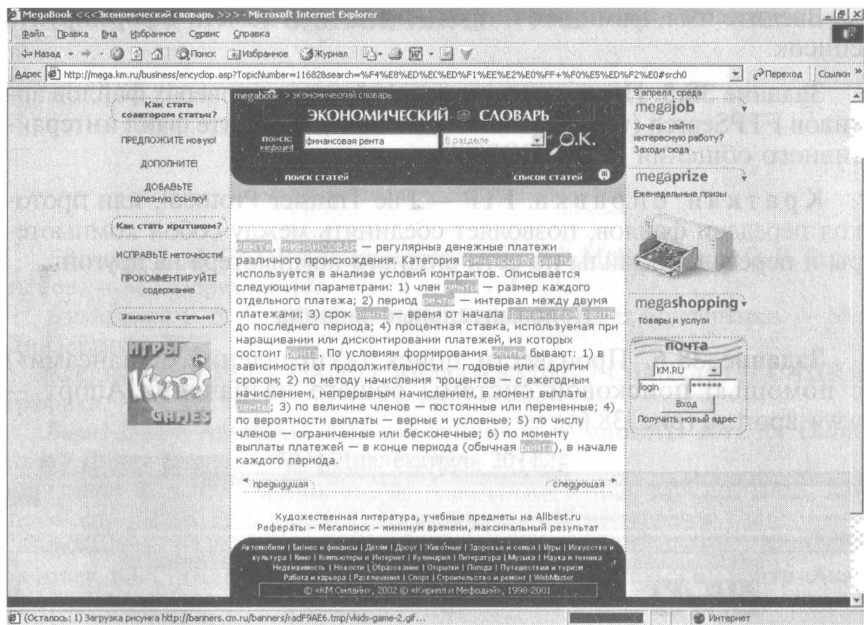 MegaBook <<<Экономический словарь >>> - Microsoft Internet Explorer
Файл Правка Вид Избранное Сервис Справка
Назад Поиск Избранное Журнал
Адрес http://mega.km.ru/business/encyclop.asp?TopicNumber=11682&search=%F4%E8%ED%E0%ED%F1%EE%E2%E0%FF+%F0%E5%ED%F2%E0#srch0 Переход Ссылки »
Как стать
соавтором статьи?
ПРЕДЛОЖИТЕ новую!
ДОПОЛНИТЕ!
ДОБАВЬТЕ
полезную ссылку!
Как стать критиком?
ИСПРАВЬТЕ неточности!
ПРОКОММЕНТИРУЙТЕ
содержание
Закажите статью!
ИГРЫ
GAMES
megabook > экономический словарь
ЭКОНОМИЧЕСКИЙ СЛОВАРЬ
поиск:
keyboard
финансовая рента
В разделе
O.K.
поиск статей список статей
РЕНТА, ФИНАНСОВАЯ — регулярные денежные платежи
различного происхождения. Категория финансовой ренты
используется в анализе условий контрактов. Описывается
следующими параметрами: 1) член ренты — размер каждого
отдельного платежа; 2) период ренты — интервал между двумя
платежами; 3) срок ренты — время от начала финансовой ренты
до последнего периода; 4) процентная ставка, используемая при
наращивании или дисконтировании платежей, из которых
состоит рента. По условиям формирования ренты бывают: 1) в
зависимости от продолжительности — годовые или с другим
сроком; 2) по методу начисления процентов — с ежегодным
начислением, непрерывным начислением, в момент выплаты
ренты; 3) по величине членов — постоянные или переменные; 4)
по вероятности выплаты — верные и условные; 5) по числу
членов — ограниченные или бесконечные; 6) по моменту
выплаты платежей — в конце периода (обычная рента), в начале
каждого периода.
предыдущая следующая
Художественная литература, учебные предметы на Allbest.ru
Рефераты – Мегапоиск – минимум времени, максимальный результат
Автомобили | Бизнес и финансы | Детям | Досуг | Животные | Здоровье и семья | Игры | Искусство и
культура | Кино | Компьютеры и Интернет | Кулинария | Литература | Музыка | Наука и техника
Недвижимость | Новости | Образование | Открытки | Погода | Путешествия и туризм
Работа и карьера | Развлечения | Спорт | Строительство и ремонт | WebMaster
© «КМ Онлайн», 2002 © «Кирилл и Мефодий», 1998-2001
9 апреля, среда
megajob
Хочешь найти
интересную работу?
Заходи сюда
megaprize
Еженедельные призы
megashopping
Товары и услуги
почта
KM.RU
login ******
Вход
Получить новый адрес
(Осталось: 1) Загрузка рисунка http://banners.cm.ru/banners/radF9AE6.tmp/vkids-game-2.gif...
Интернет